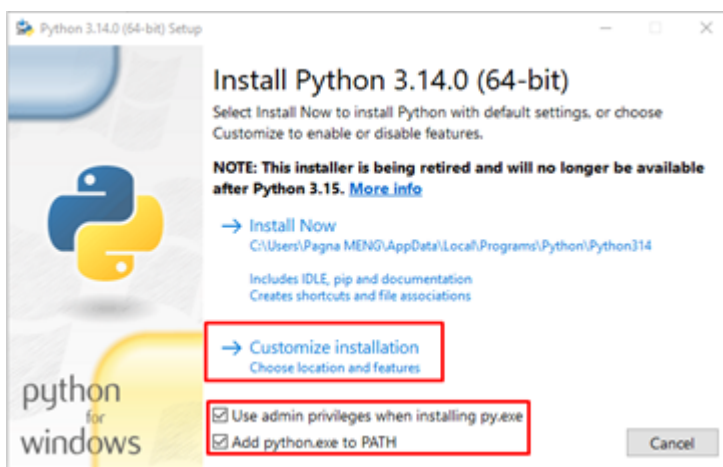 Python 3.14.0 (64-bit) Setup
Install Python 3.14.0 (64-bit)
Select Install Now to install Python with default settings, or choose
Customize to enable or disable features.
NOTE: This installer is being retired and will no longer be available
after Python 3.15. More info
Install Now
C:\Users\Pagna MENG\AppData\Local\Programs\Python\Python314
Includes IDLE, pip and documentation
Creates shortcuts and file associations
Customize installation
Choose location and features
python
for
windows
Use admin privileges when installing py.exe
Add python.exe to PATH
Cancel